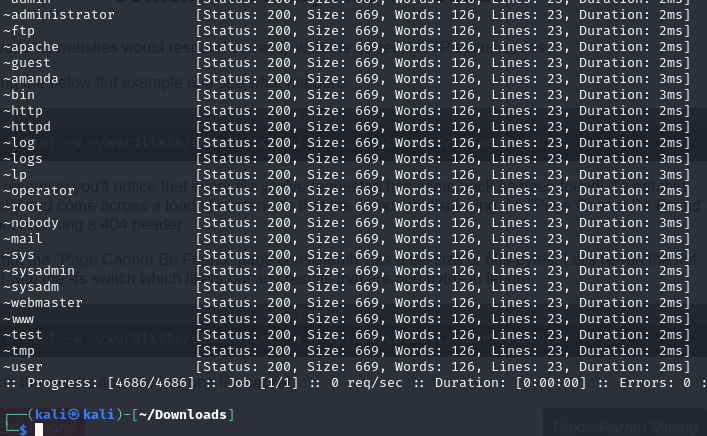 ~admin [Status: 200, Size: 669, Words: 126, Lines: 23, Duration: 2ms]
~administrator [Status: 200, Size: 669, Words: 126, Lines: 23, Duration: 2ms]
~ftp [Status: 200, Size: 669, Words: 126, Lines: 23, Duration: 2ms]
~apache [Status: 200, Size: 669, Words: 126, Lines: 23, Duration: 2ms]
~guest [Status: 200, Size: 669, Words: 126, Lines: 23, Duration: 2ms]
~amanda [Status: 200, Size: 669, Words: 126, Lines: 23, Duration: 3ms]
~bin [Status: 200, Size: 669, Words: 126, Lines: 23, Duration: 3ms]
~http [Status: 200, Size: 669, Words: 126, Lines: 23, Duration: 2ms]
~httpd [Status: 200, Size: 669, Words: 126, Lines: 23, Duration: 2ms]
~log [Status: 200, Size: 669, Words: 126, Lines: 23, Duration: 2ms]
~logs [Status: 200, Size: 669, Words: 126, Lines: 23, Duration: 3ms]
~lp [Status: 200, Size: 669, Words: 126, Lines: 23, Duration: 3ms]
~operator [Status: 200, Size: 669, Words: 126, Lines: 23, Duration: 2ms]
~root [Status: 200, Size: 669, Words: 126, Lines: 23, Duration: 2ms]
~nobody [Status: 200, Size: 669, Words: 126, Lines: 23, Duration: 3ms]
~mail [Status: 200, Size: 669, Words: 126, Lines: 23, Duration: 3ms]
~sys [Status: 200, Size: 669, Words: 126, Lines: 23, Duration: 2ms]
~sysadmin [Status: 200, Size: 669, Words: 126, Lines: 23, Duration: 2ms]
~sysadm [Status: 200, Size: 669, Words: 126, Lines: 23, Duration: 2ms]
~webmaster [Status: 200, Size: 669, Words: 126, Lines: 23, Duration: 2ms]
~www [Status: 200, Size: 669, Words: 126, Lines: 23, Duration: 2ms]
~test [Status: 200, Size: 669, Words: 126, Lines: 23, Duration: 2ms]
~tmp [Status: 200, Size: 669, Words: 126, Lines: 23, Duration: 2ms]
~user [Status: 200, Size: 669, Words: 126, Lines: 23, Duration: 2ms]
:: Progress: [4686/4686] :: Job [1/1] :: 0 req/sec :: Duration: [0:00:00] :: Errors: 0 :
┌──(kali㉿kali)-[~/Downloads]
└─$
Next : Param Mining